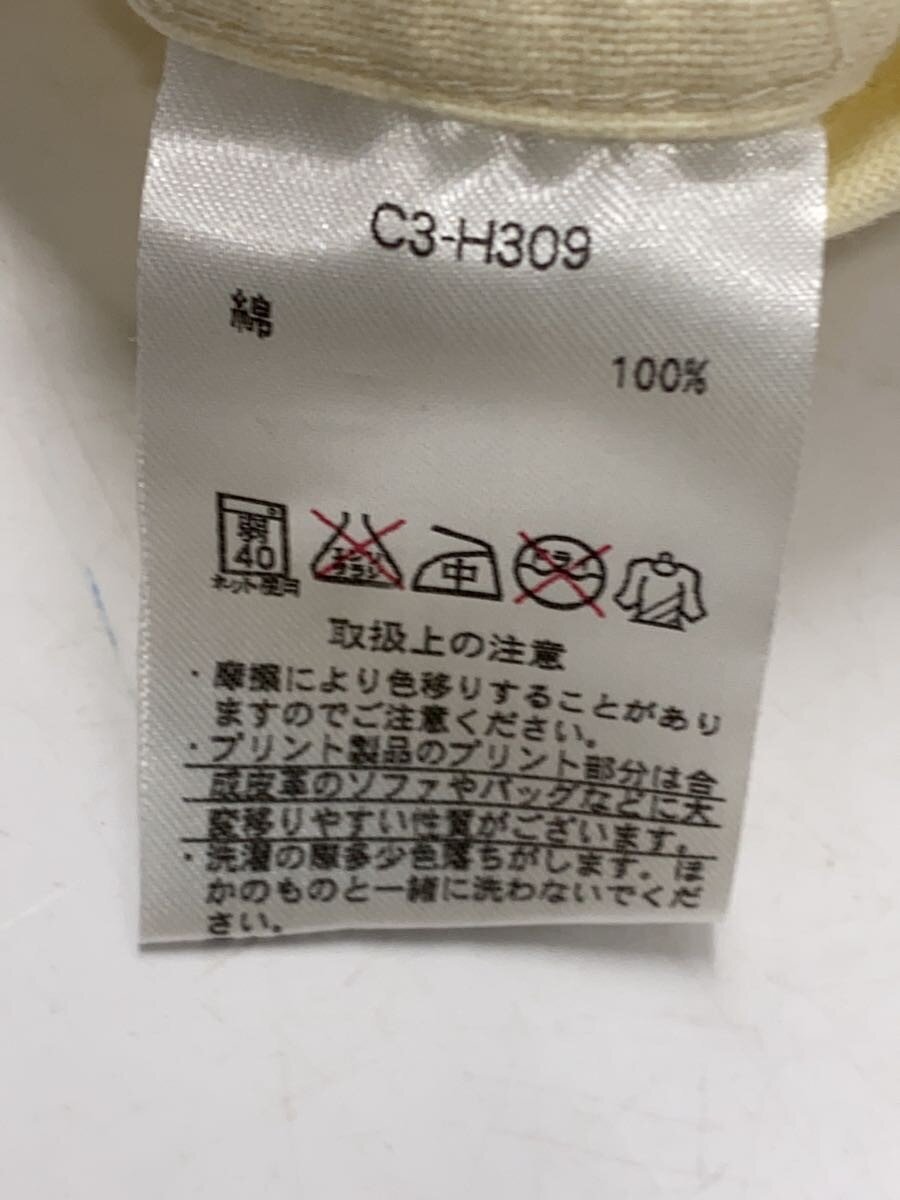 C3-H309
綿
100%
弱
40
ネット使用
エンソ
サラシ
中
ドライ
取扱上の注意
・摩擦により色移りすることがあり
ますのでご注意ください。
・プリント製品のプリント部分は合
成皮革のソファやバッグなどに大
変移りやすい性質がございます。
・洗濯の際多少色落ちがします。ほ
かのものと一緒に洗わないでくだ
さい。